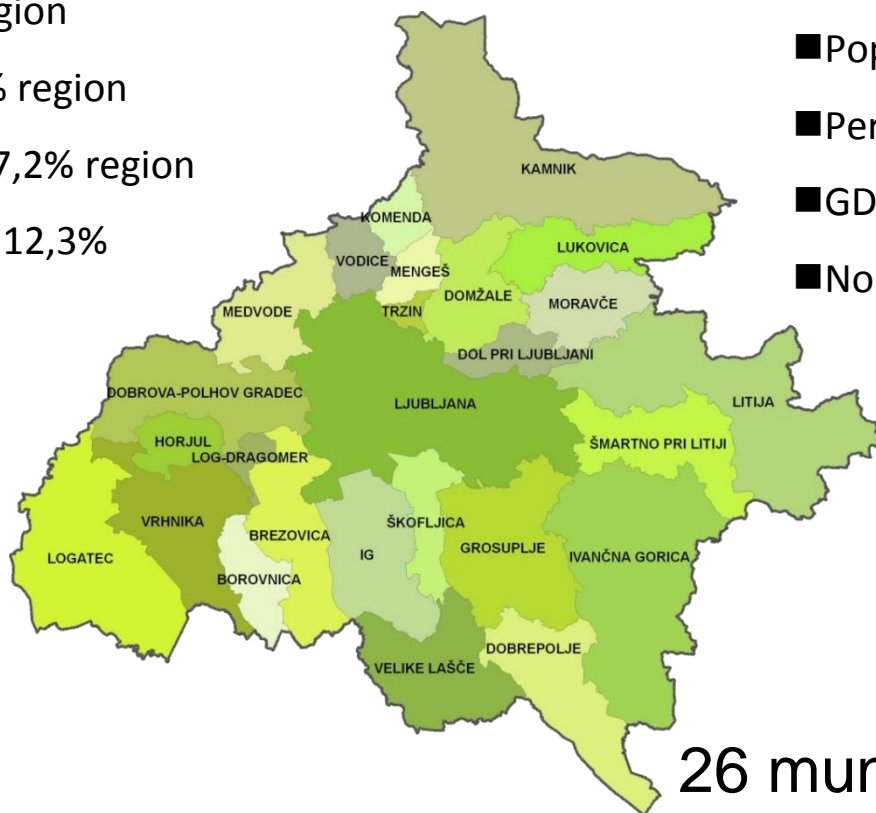 gion
% region
7,2% region
12,3%
■Pop
■Per
■GD
■No
KAMNIK
KOMENDA
LUKOVICA
VODICE
MENGEŠ
DOMŽALE
MORAVČE
MEDVODE
TRZIN
DOL PRI LJUBLJANI
DOBROVA-POLHOV GRADEC
LJUBLJANA
LITIJA
HORJUL
ŠMARTNO PRI LITIJI
LOG-DRAGOMER
VRHNIKA
ŠKOFLJICA
BREZOVICA
GROSUPLJE
IVANČNA GORICA
LOGATEC
IG
BOROVNICA
DOBREPOLJE
VELIKE LAŠČE
26 mun